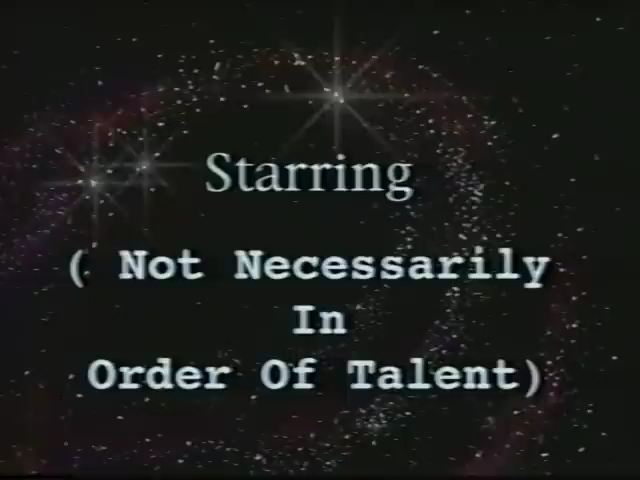 Starring
( Not Necessarily
In
Order Of Talent)